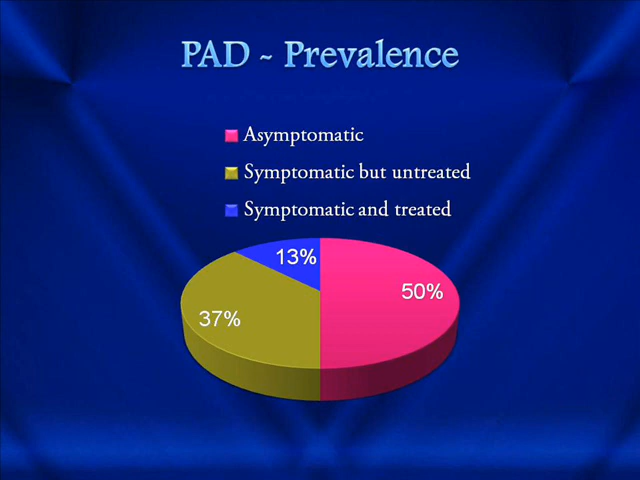 PAD ~ Prevalence
Asymptomatic
Symptomatic but untreated
Symptomatic and treated
13%
50%
37%